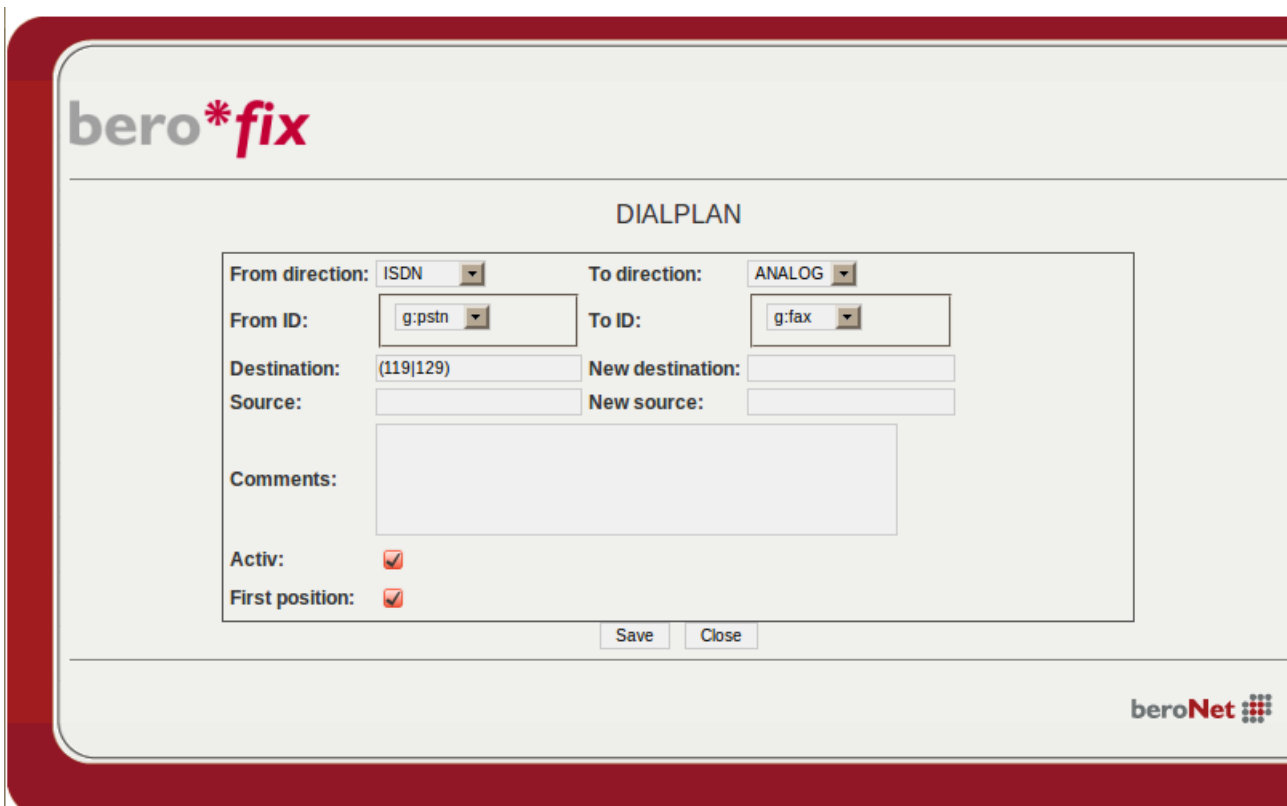 bero*fix
DIALPLAN
From direction: ISDN To direction: ANALOG
From ID: g:pstn To ID: g:fax
Destination: (119|129) New destination:
Source: New source:
Comments:
Activ:
First position:
Save Close
beroNet